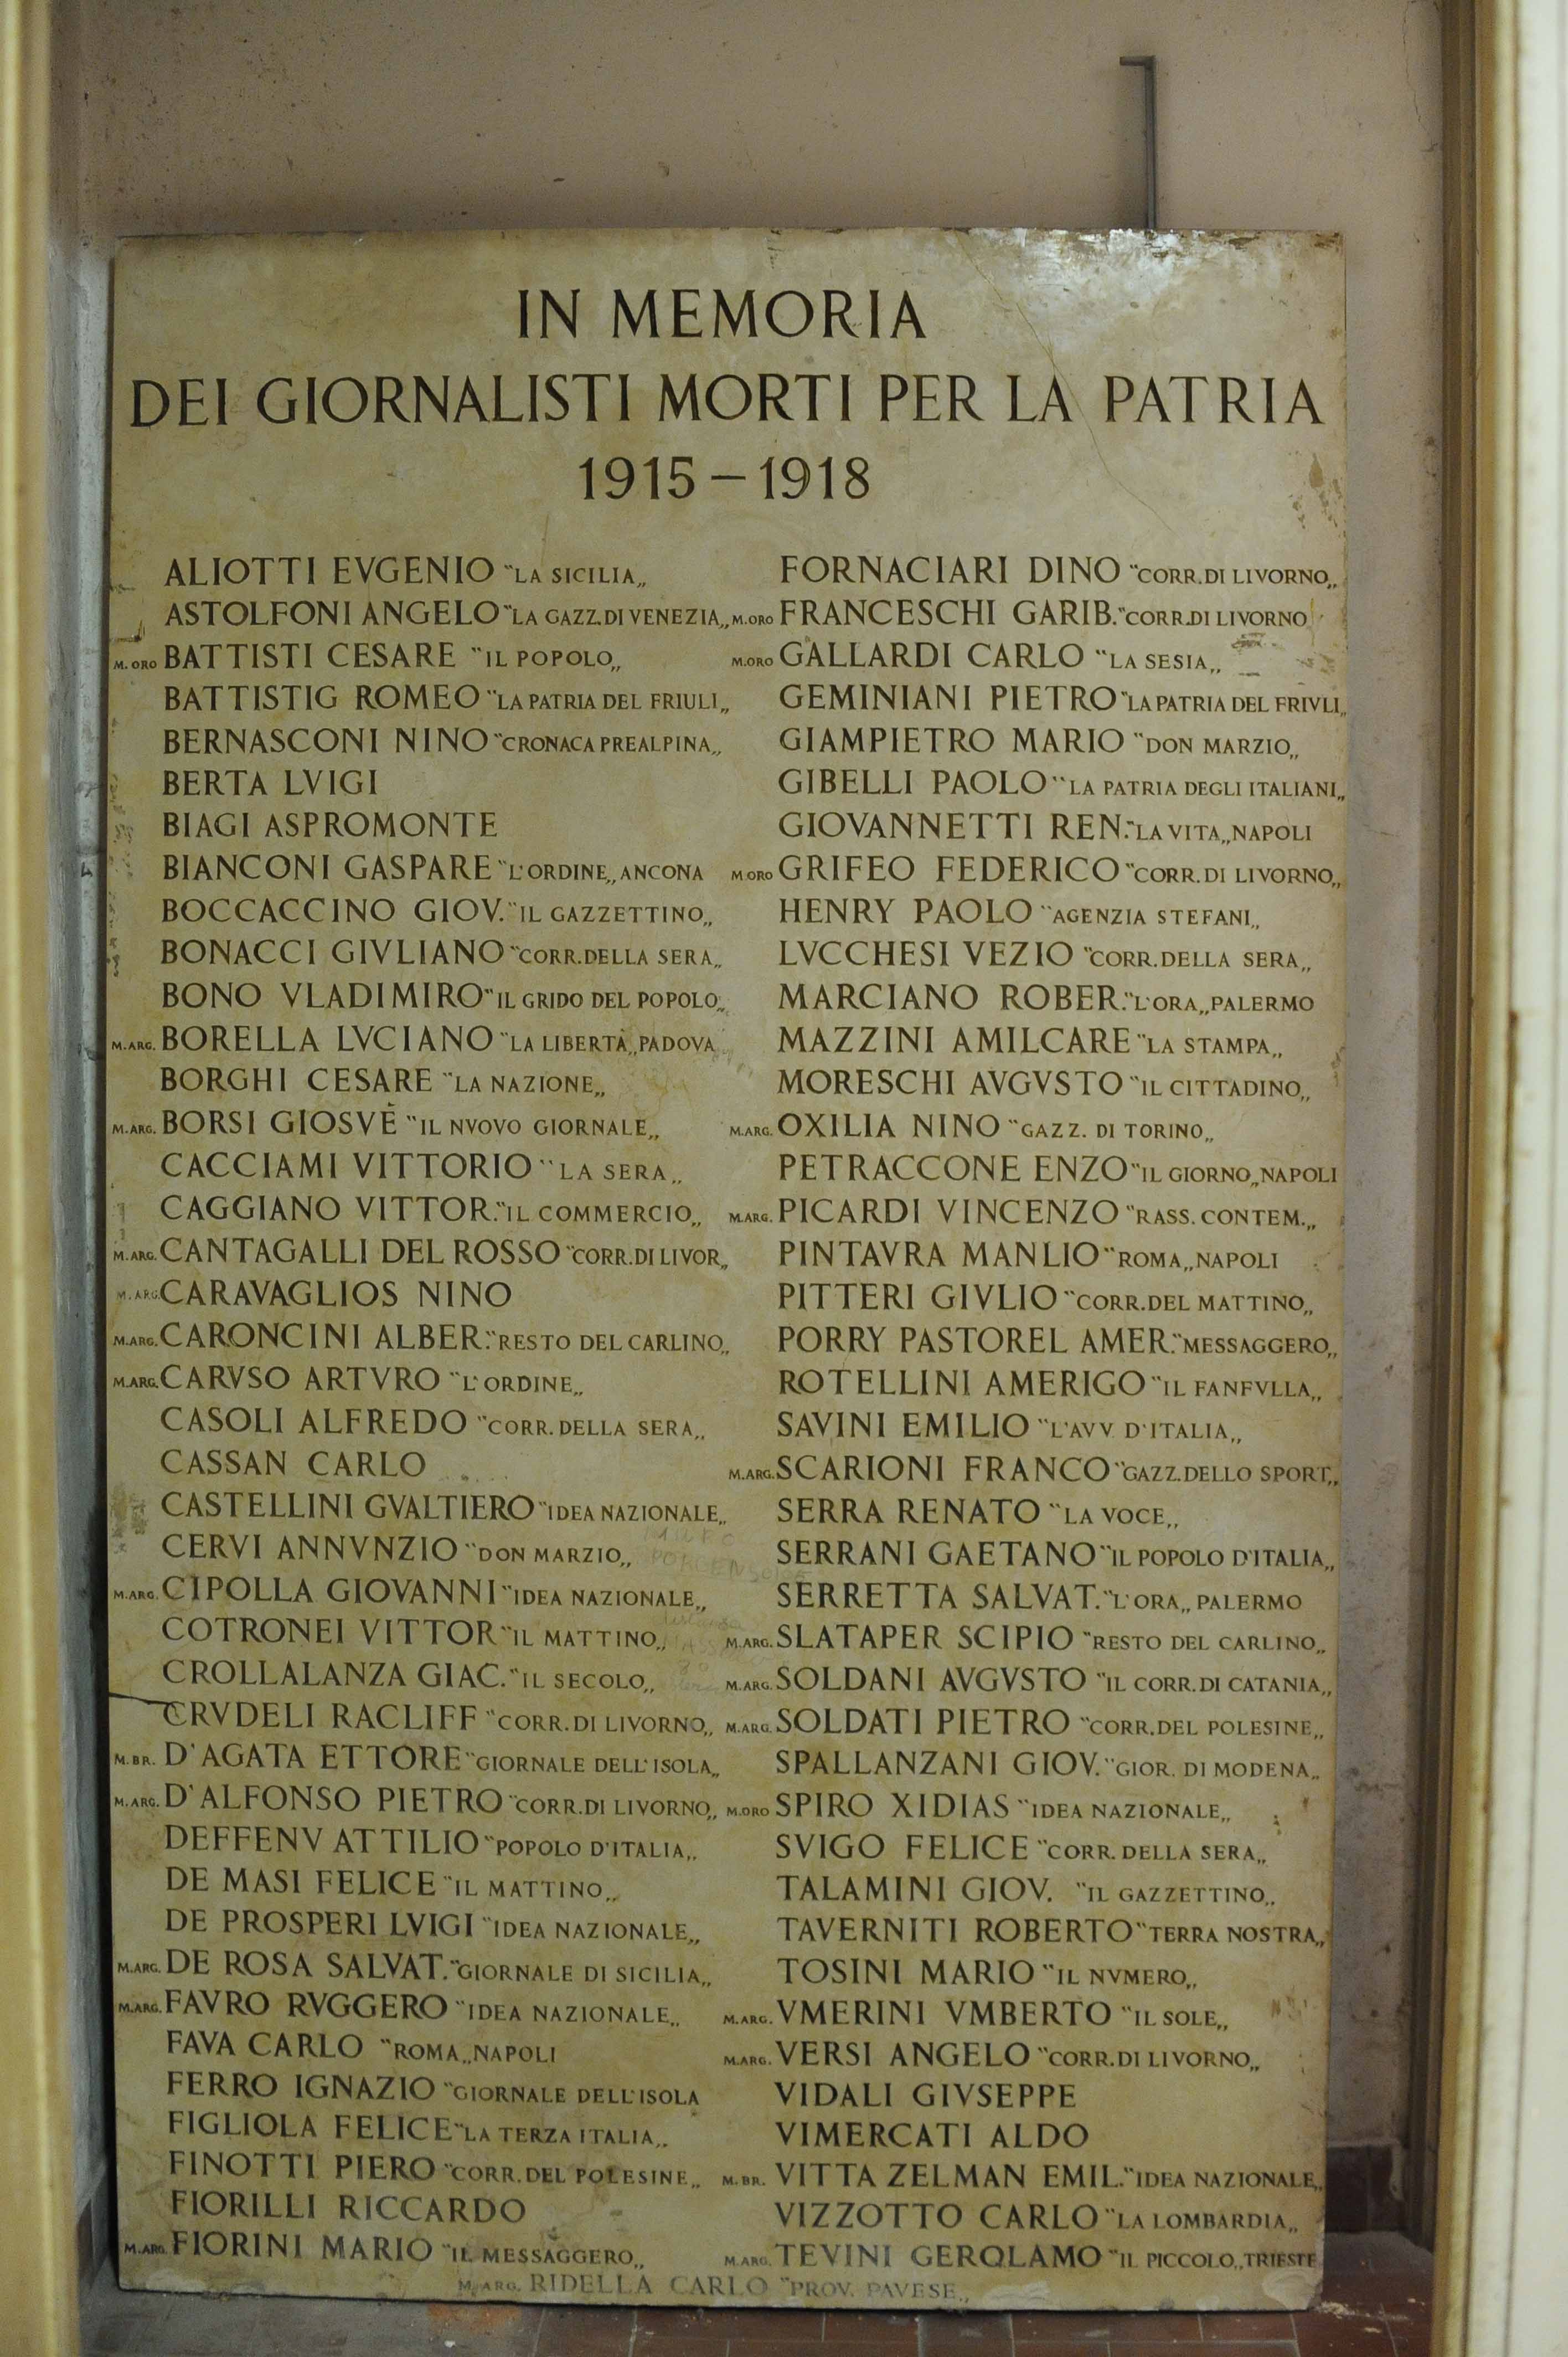 IN MEMORIA
DEI GIORNALISTI MORTI PER LA PATRIA
1915 – 1918
ALIOTTI EVGENIO "LA SICILIA„
ASTOLFONI ANGELO "LA GAZZ.DI VENEZIA„
M.ORO BATTISTI CESARE "IL POPOLO„
BATTISTIG ROMEO "LA PATRIA DEL FRIULI„
BERNASCONI NINO "CRONACA PREALPINA„
BERTA LVIGI
BIAGI ASPROMONTE
BIANCONI GASPARE "L'ORDINE„ ANCONA
BOCCACCINO GIOV. "IL GAZZETTINO„
BONACCI GIVLIANO "CORR.DELLA SERA„
BONO VLADIMIRO "IL GRIDO DEL POPOLO„
M.ARG. BORELLA LVCIANO "LA LIBERTÀ„ PADOVA
BORGHI CESARE "LA NAZIONE„
M.ARG. BORSI GIOSVÈ "IL NVOVO GIORNALE„
CACCIAMI VITTORIO "LA SERA„
CAGGIANO VITTOR. "IL COMMERCIO„
M.ARG. CANTAGALLI DEL ROSSO "CORR.DI LIVOR„
M.ARG. CARAVAGLIOS NINO
M.ARG. CARONCINI ALBER. "RESTO DEL CARLINO„
M.ARG. CARVSO ARTVRO "L'ORDINE„
CASOLI ALFREDO "CORR. DELLA SERA„
CASSAN CARLO
CASTELLINI GVALTIERO "IDEA NAZIONALE„
CERVI ANNVNZIO "DON MARZIO„
M.ARG. CIPOLLA GIOVANNI "IDEA NAZIONALE„
COTRONEI VITTOR "IL MATTINO„
CROLLALANZA GIAC. "IL SECOLO„
CRVDELI RACLIFF "CORR.DI LIVORNO„
M.BR. D'AGATA ETTORE "GIORNALE DELL'ISOLA„
M.ARG. D'ALFONSO PIETRO "CORR.DI LIVORNO„
DEFFENV ATTILIO "POPOLO D'ITALIA„
DE MASI FELICE "IL MATTINO„
DE PROSPERI LVIGI "IDEA NAZIONALE„
M.ARG. DE ROSA SALVAT. "GIORNALE DI SICILIA„
M.ARG. FAVRO RVGGERO "IDEA NAZIONALE„
FAVA CARLO "ROMA„ NAPOLI
FERRO IGNAZIO "GIORNALE DELL'ISOLA
FIGLIOLA FELICE "LA TERZA ITALIA„
FINOTTI PIERO "CORR. DEL POLESINE„
FIORILLI RICCARDO
M.ARG. FIORINI MARIO "IL MESSAGGERO„
FORNACIARI DINO "CORR.DI LIVORNO„
M.ORO FRANCESCHI GARIB. "CORR.DI LIVORNO
M.ORO GALLARDI CARLO "LA SESIA„
GEMINIANI PIETRO "LA PATRIA DEL FRIVLI„
GIAMPIETRO MARIO "DON MARZIO„
GIBELLI PAOLO "LA PATRIA DEGLI ITALIANI„
GIOVANNETTI REN. "LA VITA„ NAPOLI
M.ORO GRIFEO FEDERICO "CORR. DI LIVORNO„
HENRY PAOLO "AGENZIA STEFANI„
LVCCHESI VEZIO "CORR. DELLA SERA„
MARCIANO ROBER. "L'ORA„ PALERMO
MAZZINI AMILCARE "LA STAMPA„
MORESCHI AVGVSTO "IL CITTADINO„
M.ARG. OXILIA NINO "GAZZ. DI TORINO„
PETRACCONE ENZO "IL GIORNO„ NAPOLI
M.ARG. PICARDI VINCENZO "RASS. CONTEM.„
PINTAVRA MANLIO "ROMA„ NAPOLI
PITTERI GIVLIO "CORR.DEL MATTINO„
PORRY PASTOREL AMER. "MESSAGGERO„
ROTELLINI AMERIGO "IL FANFVLLA„
SAVINI EMILIO "L'AVV D'ITALIA„
M.ARG. SCARIONI FRANCO "GAZZ.DELLO SPORT„
SERRA RENATO "LA VOCE„
SERRANI GAETANO "IL POPOLO D'ITALIA„
SERRETTA SALVAT. "L'ORA„ PALERMO
M.ARG. SLATAPER SCIPIO "RESTO DEL CARLINO„
M.ARG. SOLDANI AVGVSTO "IL CORR.DI CATANIA„
M.ARG. SOLDATI PIETRO "CORR.DEL POLESINE„
SPALLANZANI GIOV. "GIOR. DI MODENA„
M.ORO SPIRO XIDIAS "IDEA NAZIONALE„
SVIGO FELICE "CORR. DELLA SERA„
TALAMINI GIOV. "IL GAZZETTINO„
TAVERNITI ROBERTO "TERRA NOSTRA„
TOSINI MARIO "IL NVMERO„
M.ARG. VMERINI VMBERTO "IL SOLE„
M.ARG. VERSI ANGELO "CORR.DI LIVORNO„
VIDALI GIVSEPPE
VIMERCATI ALDO
M.BR. VITTA ZELMAN EMIL. "IDEA NAZIONALE„
VIZZOTTO CARLO "LA LOMBARDIA„
M.ARG. TEVINI GEROLAMO "IL PICCOLO„ TRIESTE
M.ARG. RIDELLA CARLO "PROV. PAVESE„